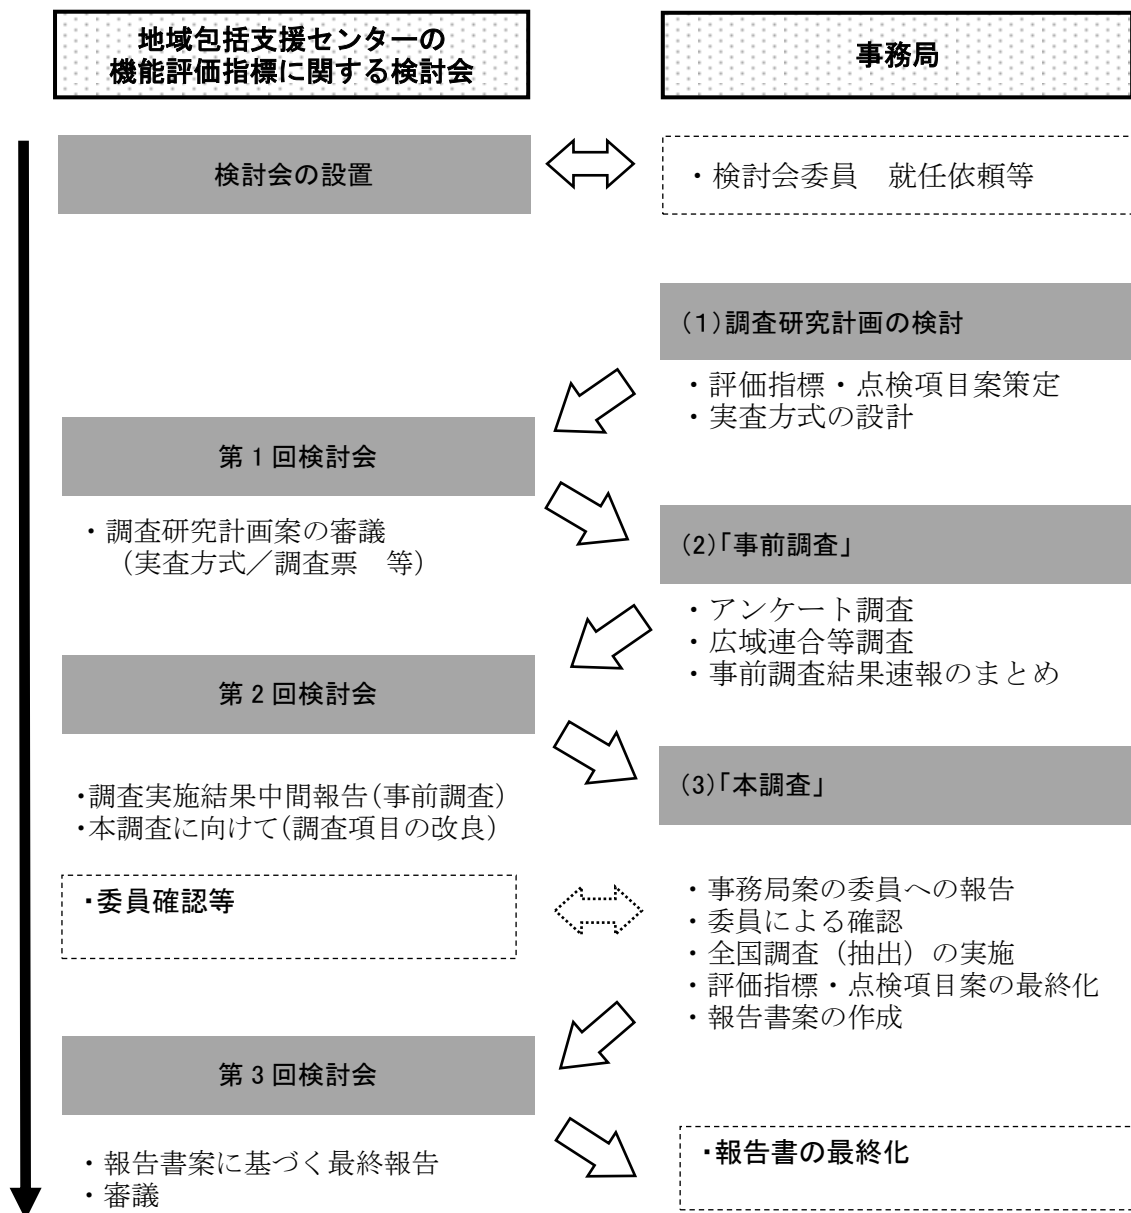 地域包括支援センターの
機能評価指標に関する検討会
事務局
検討会の設置
・検討会委員　就任依頼等
(1)調査研究計画の検討
・評価指標・点検項目案策定
・実査方式の設計
第1回検討会
・調査研究計画案の審議
（実査方式／調査票　等）
(2)「事前調査」
・アンケート調査
・広域連合等調査
・事前調査結果速報のまとめ
第2回検討会
・調査実施結果中間報告(事前調査)
・本調査に向けて(調査項目の改良)
(3)「本調査」
・委員確認等
・事務局案の委員への報告
・委員による確認
・全国調査（抽出）の実施
・評価指標・点検項目案の最終化
・報告書案の作成
第3回検討会
・報告書案に基づく最終報告
・審議
・報告書の最終化